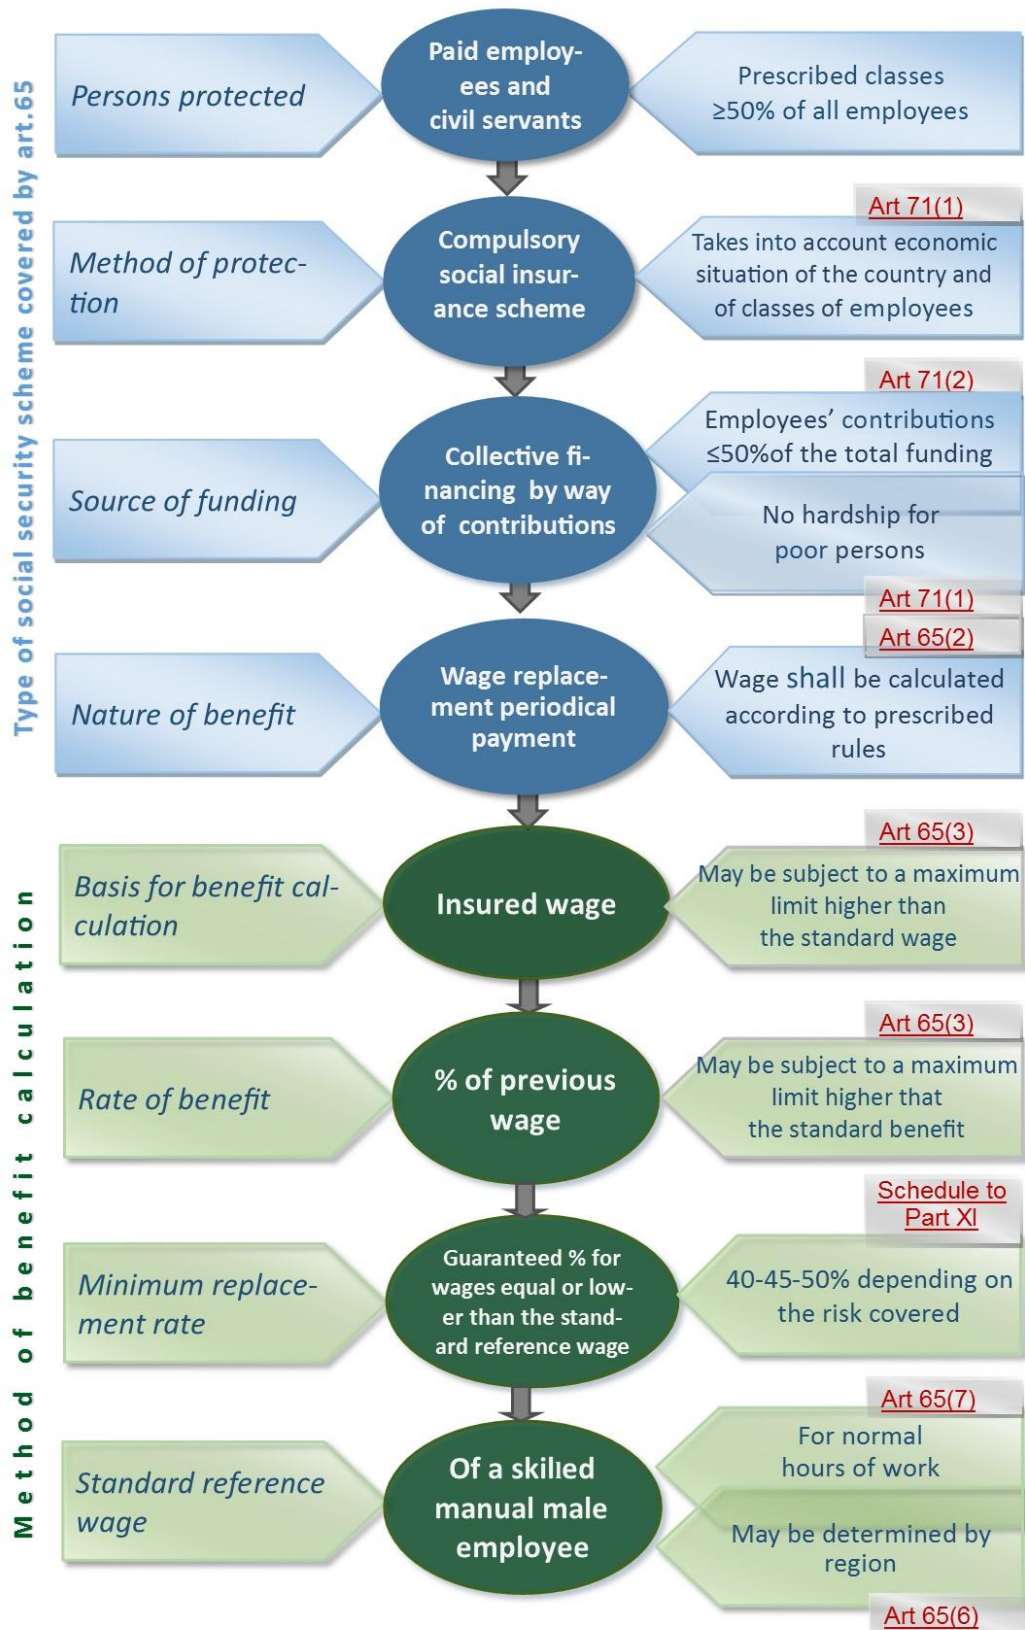 Type of social security scheme covered by art.65
Persons protected
Paid employ-
ees and
civil servants
Prescribed classes
≥50% of all employees
Method of protec-
tion
Compulsory
social insur-
ance scheme
Art 71(1)
Takes into account economic
situation of the country and
of classes of employees
Source of funding
Collective fi-
nancing by way
of contributions
Art 71(2)
Employees’ contributions
≤50%of the total funding
No hardship for
poor persons
Art 71(1)
Nature of benefit
Wage replace-
ment periodical
payment
Art 65(2)
Wage shall be calculated
according to prescribed
rules
Method of benefit calculation
Basis for benefit cal-
culation
Insured wage
Art 65(3)
May be subject to a maximum
limit higher than
the standard wage
Rate of benefit
% of previous
wage
Art 65(3)
May be subject to a maximum
limit higher that
the standard benefit
Minimum replace-
ment rate
Guaranteed % for
wages equal or low-
er than the stand-
ard reference wage
Schedule to
Part XI
40-45-50% depending on
the risk covered
Standard reference
wage
Of a skilled
manual male
employee
Art 65(7)
For normal
hours of work
May be determined by
region
Art 65(6)